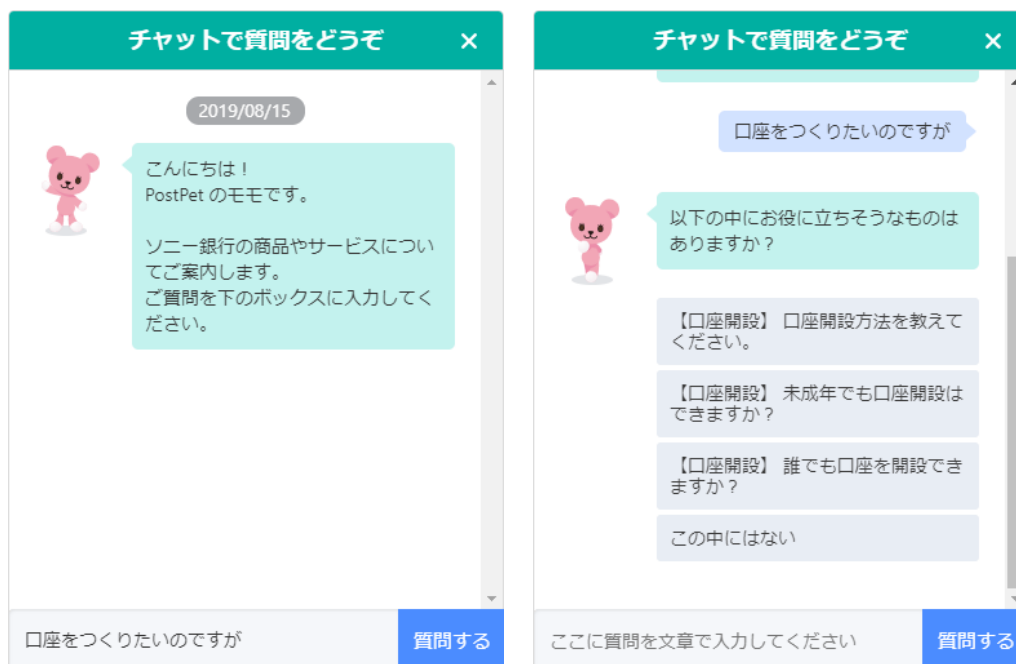 チャットで質問をどうぞ ×
2019/08/15
こんにちは!
PostPet のモモです。
ソニー銀行の商品やサービスについ
てご案内します。
ご質問を下のボックスに入力してく
ださい。
口座をつくりたいのですが
質問する
チャットで質問をどうぞ ×
口座をつくりたいのですが
以下の中にお役に立ちそうなものは
ありますか?
【口座開設】 口座開設方法を教えて
ください。
【口座開設】 未成年でも口座開設は
できますか?
【口座開設】 誰でも口座を開設でき
ますか?
この中にはない
ここに質問を文章で入力してください
質問する